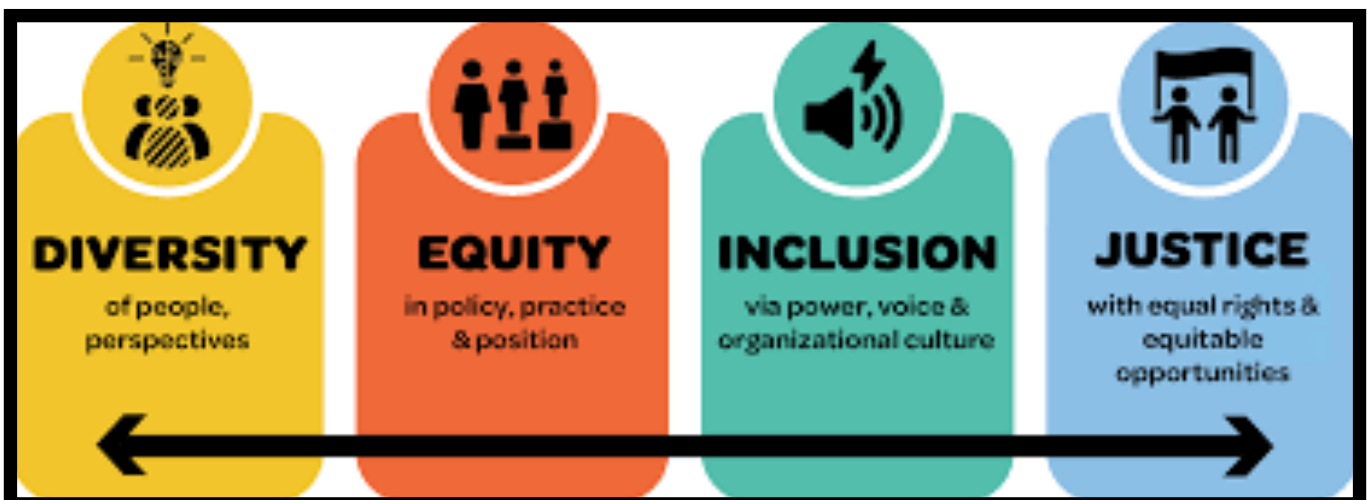 DIVERSITY
of people,
perspectives
EQUITY
in policy, practice
& position
INCLUSION
via power, voice &
organizational culture
JUSTICE
with equal rights &
equitable
opportunities